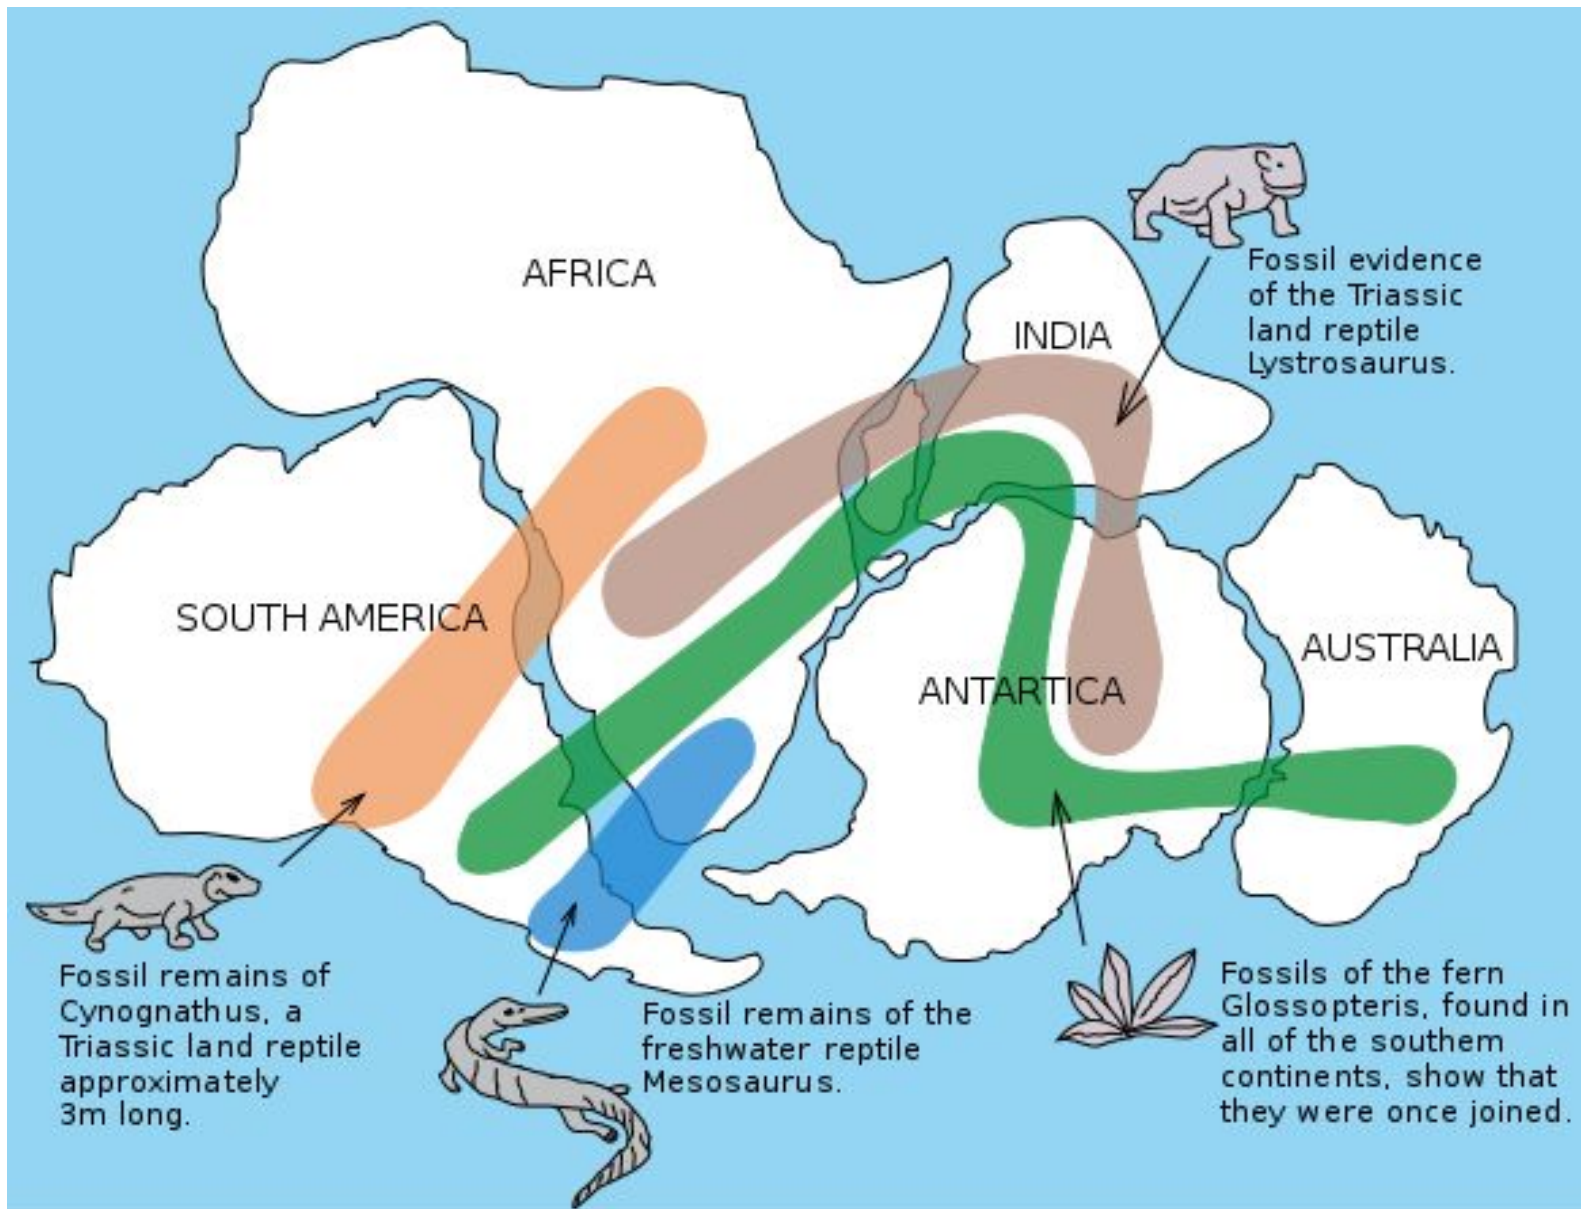 AFRICA
INDIA
Fossil evidence
of the Triassic
land reptile
Lystrosaurus.
SOUTH AMERICA
ANTARTICA
AUSTRALIA
Fossil remains of
Cynognathus, a
Triassic land reptile
approximately
3m long.
Fossil remains of the
freshwater reptile
Mesosaurus.
Fossils of the fern
Glossopteris, found in
all of the southem
continents, show that
they were once joined.